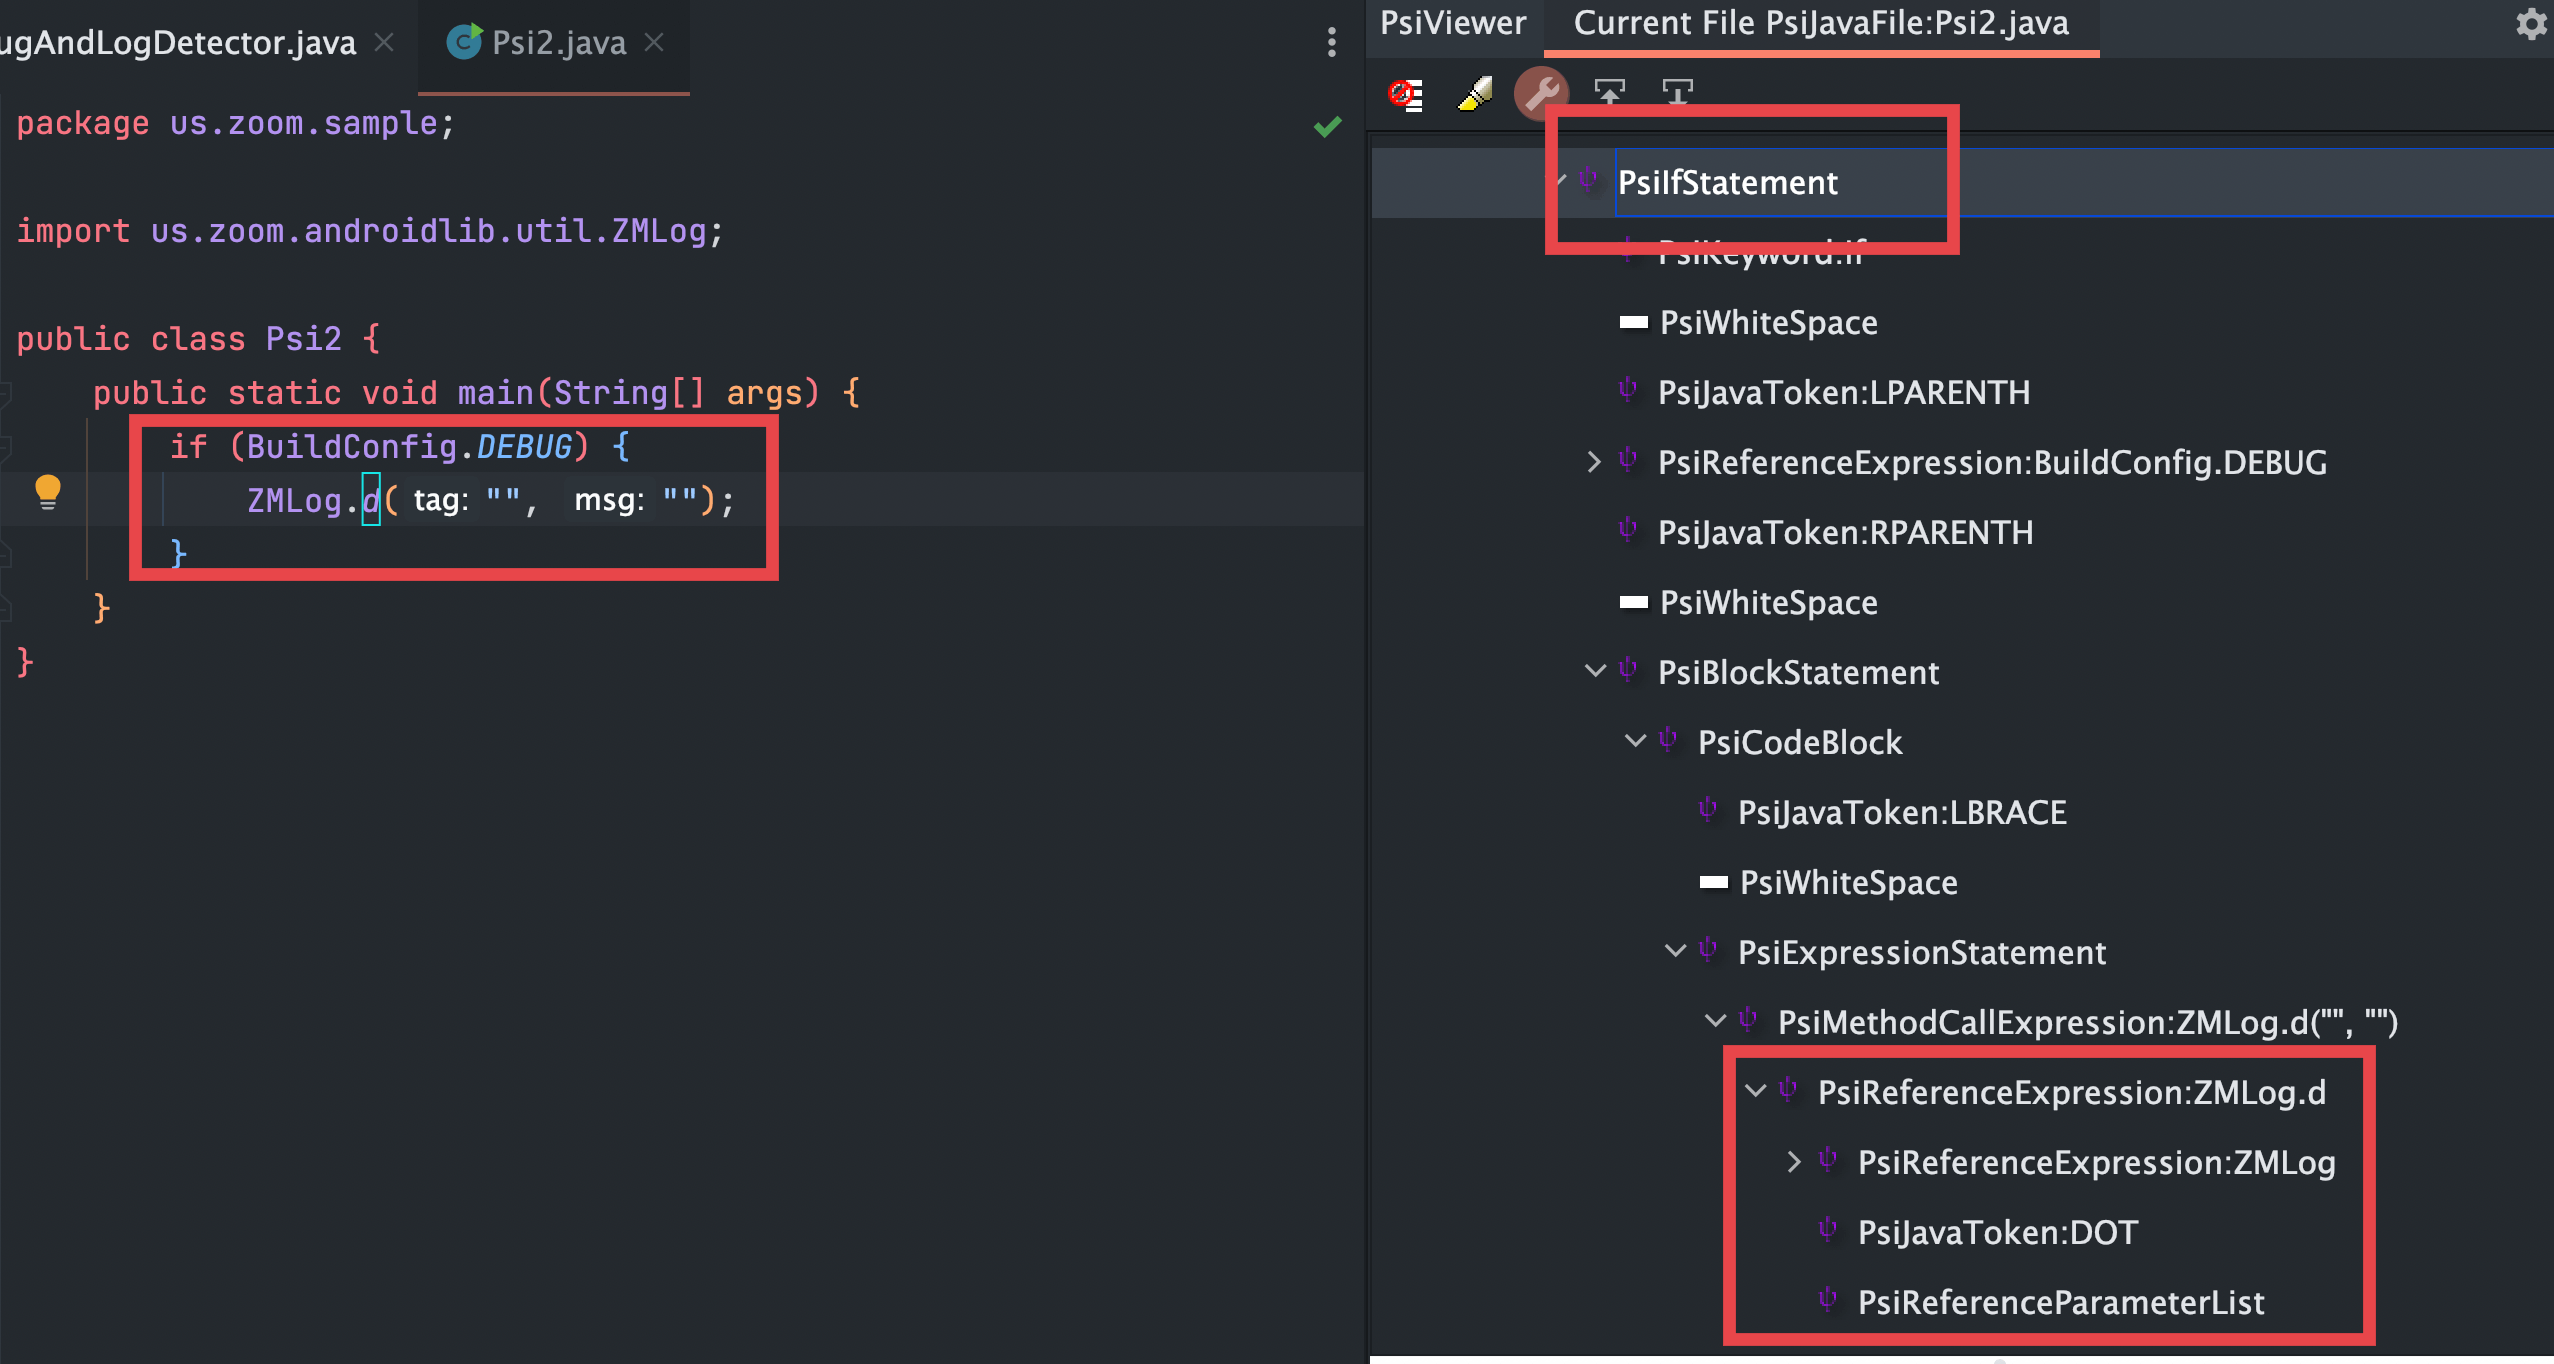 ugAndLogDetector.java
Psi2.java
package us.zoom.sample;
import us.zoom.androidlib.util.ZMLog;
public class Psi2 {
public static void main(String[] args) {
if (BuildConfig.DEBUG) {
ZMLog.d( tag: "", msg: "");
}
}
}
PsiViewer
Current File PsiJavaFile:Psi2.java
PsiIfStatement
PsiKeyword:if
PsiWhiteSpace
PsiJavaToken:LPARENTH
PsiReferenceExpression:BuildConfig.DEBUG
PsiJavaToken:RPARENTH
PsiWhiteSpace
PsiBlockStatement
PsiCodeBlock
PsiJavaToken:LBRACE
PsiWhiteSpace
PsiExpressionStatement
PsiMethodCallExpression:ZMLog.d("", "")
PsiReferenceExpression:ZMLog.d
PsiReferenceExpression:ZMLog
PsiJavaToken:DOT
PsiReferenceParameterList